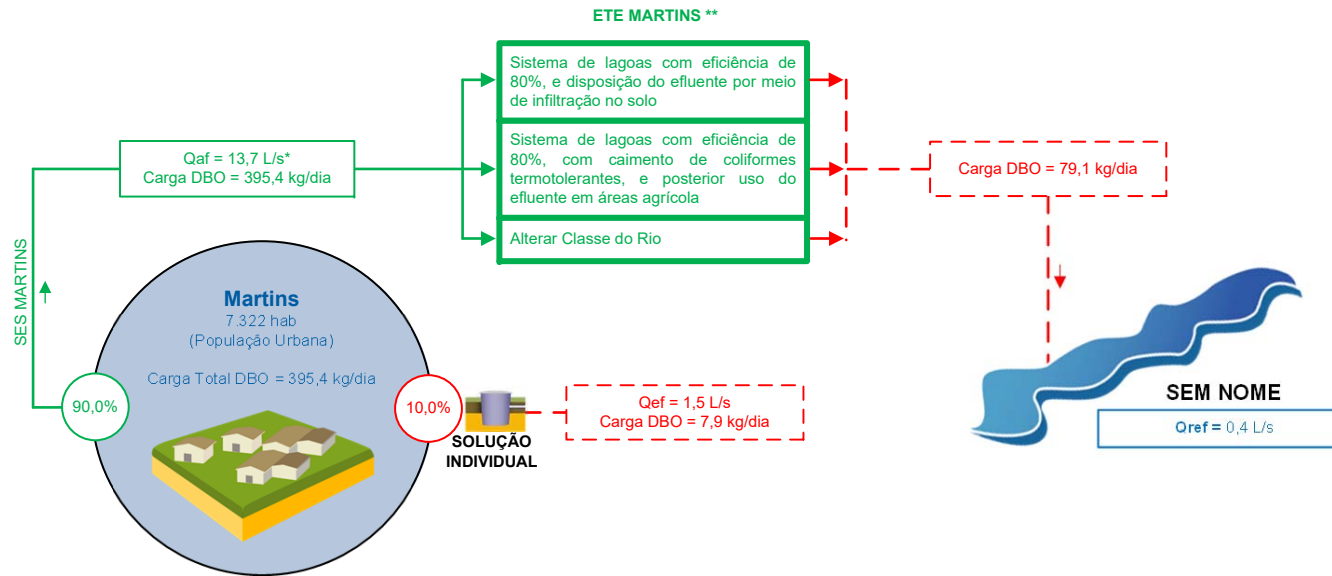 ETE MARTINS **
Sistema de lagoas com eficiência de
80%, e disposição do efluente por meio
de infiltração no solo
Sistema de lagoas com eficiência de
80%, com caimento de coliformes
termotolerantes, e posterior uso do
efluente em áreas agrícola
Alterar Classe do Rio
Qaf = 13,7 L/s*
Carga DBO = 395,4 kg/dia
Carga DBO = 79,1 kg/dia
SES MARTINS
Martins
7.322 hab
(População Urbana)
Carga Total DBO = 395,4 kg/dia
90,0%
10,0%
SOLUÇÃO
INDIVIDUAL
Qef = 1,5 L/s
Carga DBO = 7,9 kg/dia
SEM NOME
Qref = 0,4 L/s